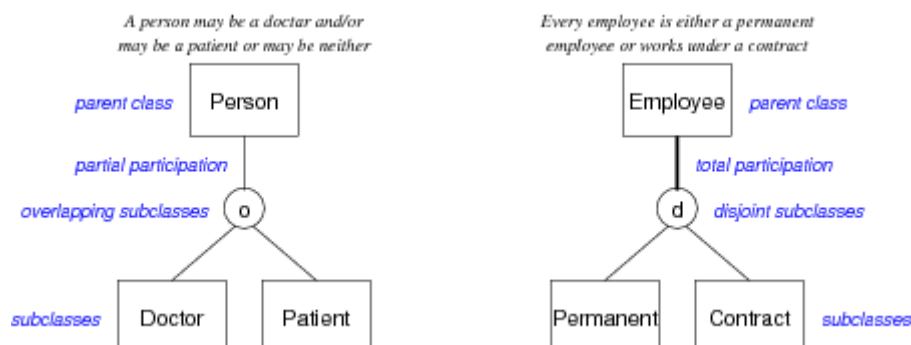 A person may be a doctar and/or
may be a patient or may be neither
parent class
Person
partial participation
overlapping subclasses
o
subclasses
Doctor
Patient
Every employee is either a permanent
employee or works under a contract
Employee
parent class
total participation
d
disjoint subclasses
Permanent
Contract
subclasses